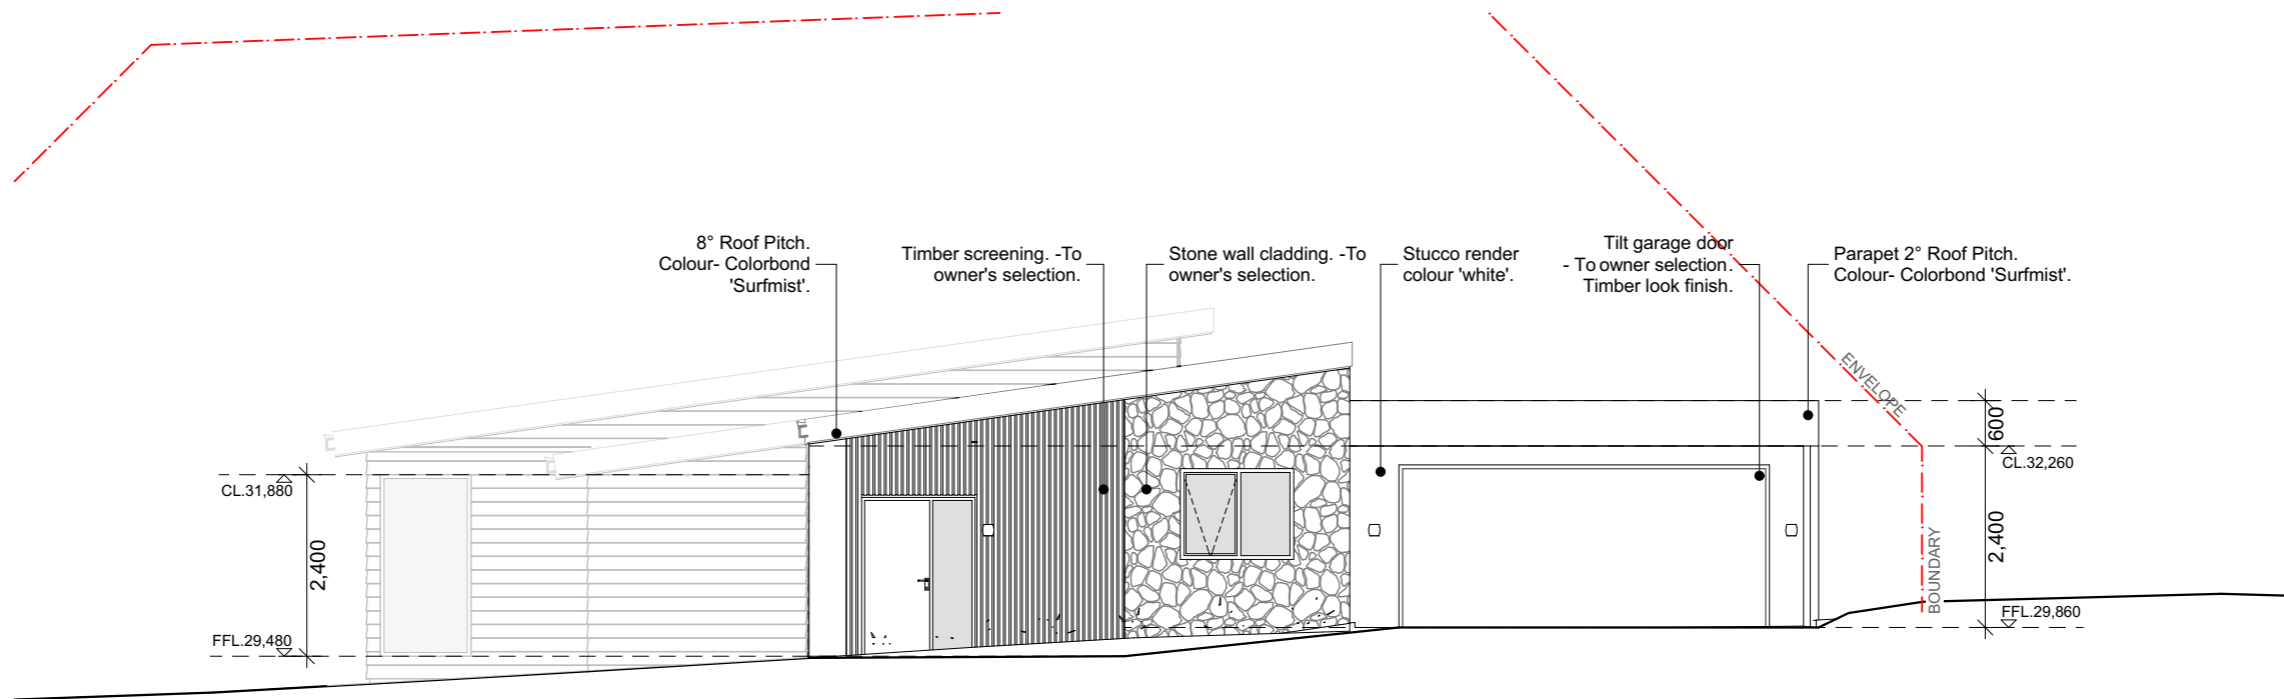 8° Roof Pitch.
Colour- Colorbond
'Surfmist'.
Timber screening. -To
owner's selection.
Stone wall cladding. -To
owner's selection.
Stucco render
colour 'white'.
Tilt garage door
- To owner selection.
Timber look finish.
Parapet 2° Roof Pitch.
Colour- Colorbond 'Surfmist'.
ENVELOPE
600
CL.32,260
CL.31,880
2,400
2,400
BOUNDARY
FFL.29,860
FFL.29,480